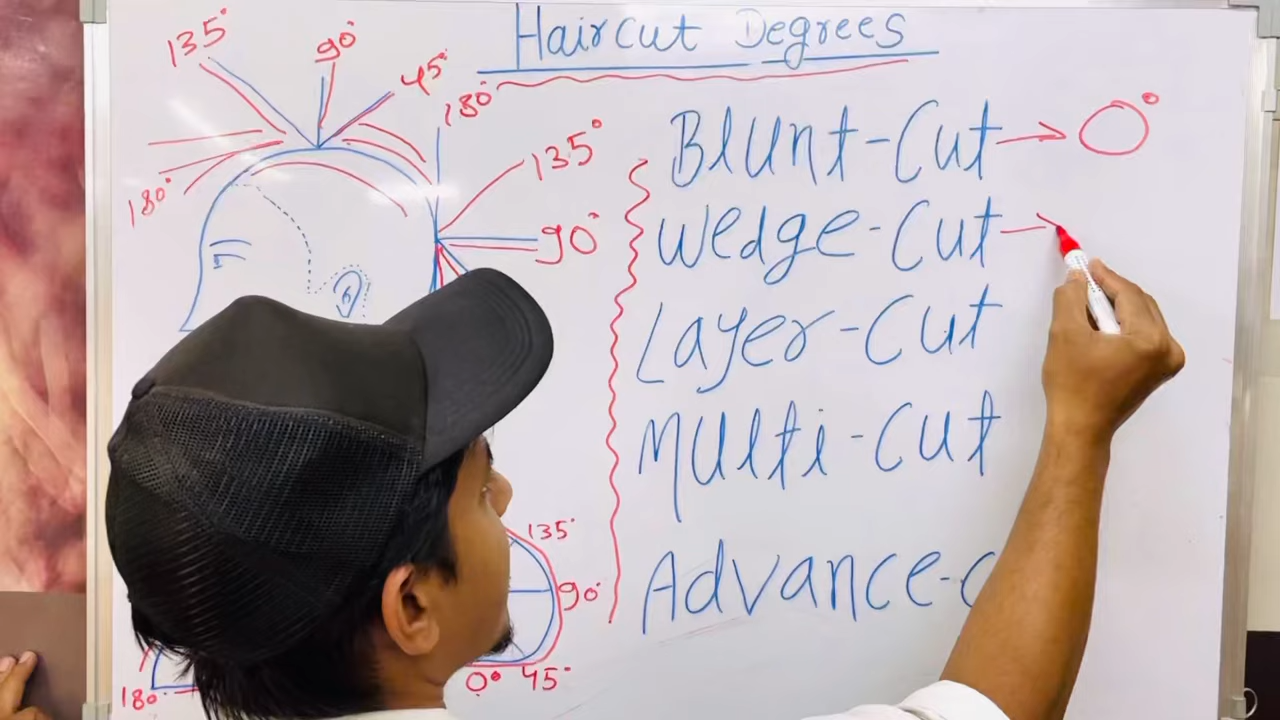 Haircut Degrees
135°
90°
45°
180°
180°
135°
90°
Blunt-Cut → 0°
Wedge-Cut →
Layer-Cut
Multi-Cut
Advance-C
135°
90°
45°
0°
180°